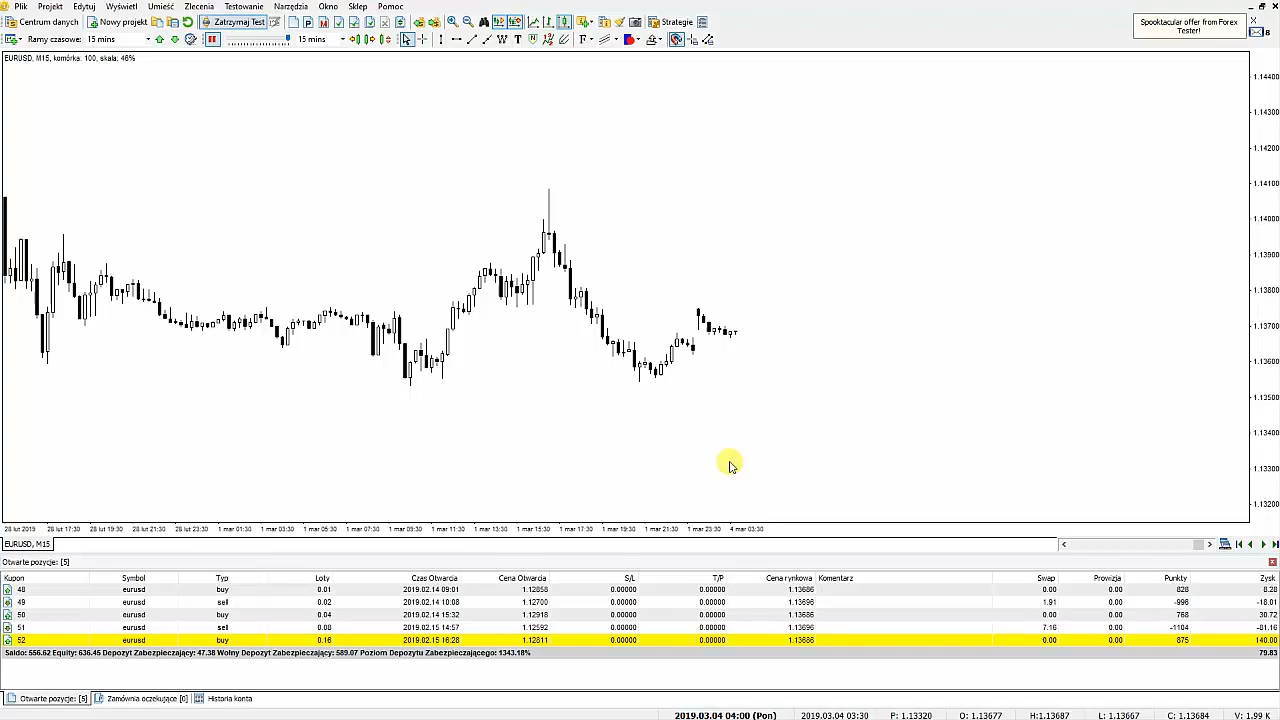 Plik Projekt Edytuj Wyświetl Umieść Zlecenia Testowanie Narzędzia Okno Sklep Pomoc
Centrum danych Nowy projekt Zatrzymaj Test Strategie
Spooktacular offer from Forex Tester!
8
Ramy czasowe: 15 mins 15 mins
EURUSD, M15, komórka: 100, skala: 46%
1.14400
1.14300
1.14200
1.14100
1.14000
1.13900
1.13800
1.13700
1.13600
1.13500
1.13400
1.13300
1.13200
28 lut 2019 28 lut 17:30 28 lut 19:30 28 lut 21:30 28 lut 23:30 1 mar 01:30 1 mar 03:30 1 mar 05:30 1 mar 07:30 1 mar 09:30 1 mar 11:30 1 mar 13:30 1 mar 15:30 1 mar 17:30 1 mar 19:30 1 mar 21:30 1 mar 23:30 4 mar 03:30
EURUSD, M15
Otwarte pozycje: [5]
Kupon Symbol Typ Loty Czas Otwarcia Cena Otwarcia S/L T/P Cena rynkowa Komentarz Swap Prowizja Punkty Zysk
48 eurusd buy 0.01 2019.02.14 09:01 1.12858 0.00000 0.00000 1.13686 0.00 0.00 828 8.28
49 eurusd sell 0.02 2019.02.14 10:08 1.12700 0.00000 0.00000 1.13696 1.91 0.00 -996 -18.01
50 eurusd buy 0.04 2019.02.14 15:32 1.12918 0.00000 0.00000 1.13686 0.00 0.00 768 30.72
51 eurusd sell 0.08 2019.02.15 14:57 1.12592 0.00000 0.00000 1.13696 7.16 0.00 -1104 -81.16
52 eurusd buy 0.16 2019.02.15 16:28 1.12811 0.00000 0.00000 1.13686 0.00 0.00 875 140.00
Saldo: 556.62 Equity: 636.45 Depozyt Zabezpieczający: 47.38 Wolny Depozyt Zabezpieczający: 589.07 Poziom Depozytu Zabezpieczającego: 1343.18% 79.83
Otwarte pozycje: [5] Zamównia oczekujące [0] Historia konta
2019.03.04 04:00 (Pon) 2019.03.04 03:30 P: 1.13320 O: 1.13677 H:1.13687 L: 1.13667 C: 1.13684 V: 1.99 K